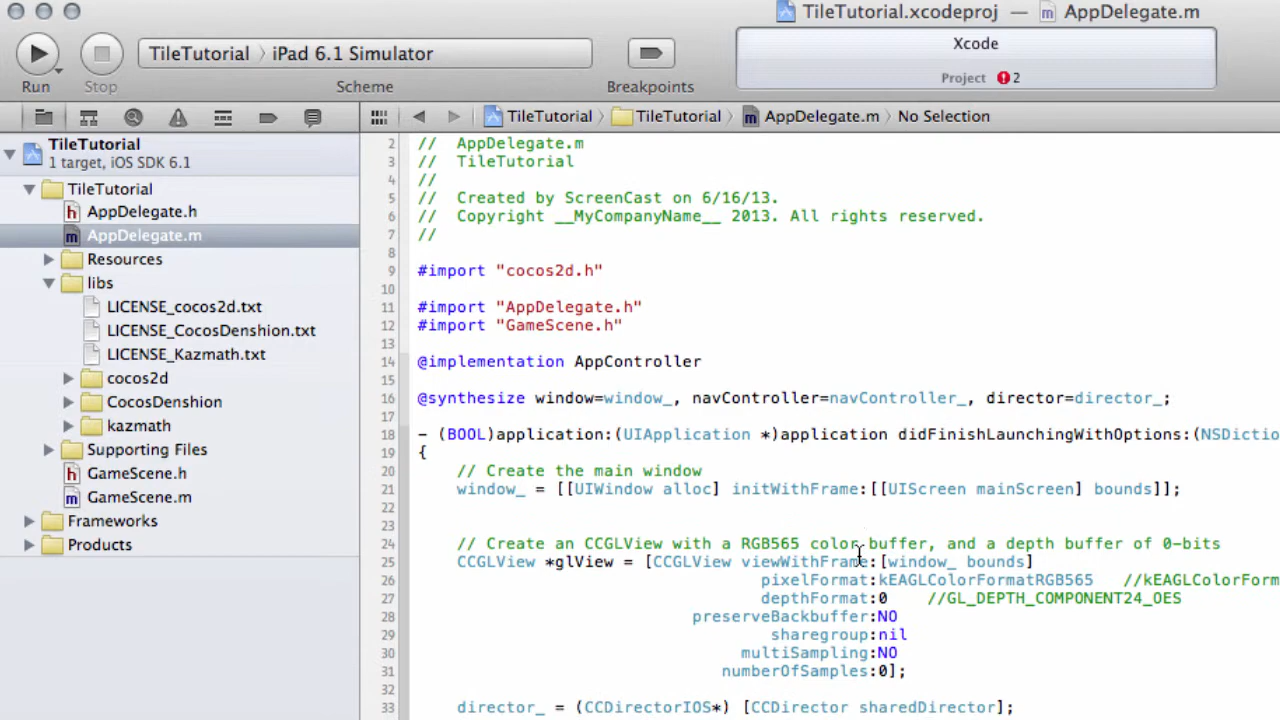 TileTutorial.xcodeproj — AppDelegate.m
TileTutorial 〉 iPad 6.1 Simulator
Xcode
Project 2
Run
Stop
Scheme
Breakpoints
TileTutorial 〉 TileTutorial 〉 AppDelegate.m 〉 No Selection
TileTutorial
1 target, iOS SDK 6.1
TileTutorial
AppDelegate.h
AppDelegate.m
Resources
libs
LICENSE_cocos2d.txt
LICENSE_CocosDenshion.txt
LICENSE_Kazmath.txt
cocos2d
CocosDenshion
kazmath
Supporting Files
GameScene.h
GameScene.m
Frameworks
Products
2 // AppDelegate.m
3 // TileTutorial
4 //
5 // Created by ScreenCast on 6/16/13.
6 // Copyright __MyCompanyName__ 2013. All rights reserved.
7 //
8
9 #import "cocos2d.h"
10
11 #import "AppDelegate.h"
12 #import "GameScene.h"
13
14 @implementation AppController
15
16 @synthesize window=window_, navController=navController_, director=director_;
17
18 - (BOOL)application:(UIApplication *)application didFinishLaunchingWithOptions:(NSDictio
19 {
20 // Create the main window
21 window_ = [[UIWindow alloc] initWithFrame:[[UIScreen mainScreen] bounds]];
22
23
24 // Create an CCGLView with a RGB565 color buffer, and a depth buffer of 0-bits
25 CCGLView *glView = [CCGLView viewWithFrame:[window_ bounds]
26 pixelFormat:kEAGLColorFormatRGB565 //kEAGLColorForm
27 depthFormat:0 //GL_DEPTH_COMPONENT24_OES
28 preserveBackbuffer:NO
29 sharegroup:nil
30 multiSampling:NO
31 numberOfSamples:0];
32
33 director_ = (CCDirectorIOS*) [CCDirector sharedDirector];